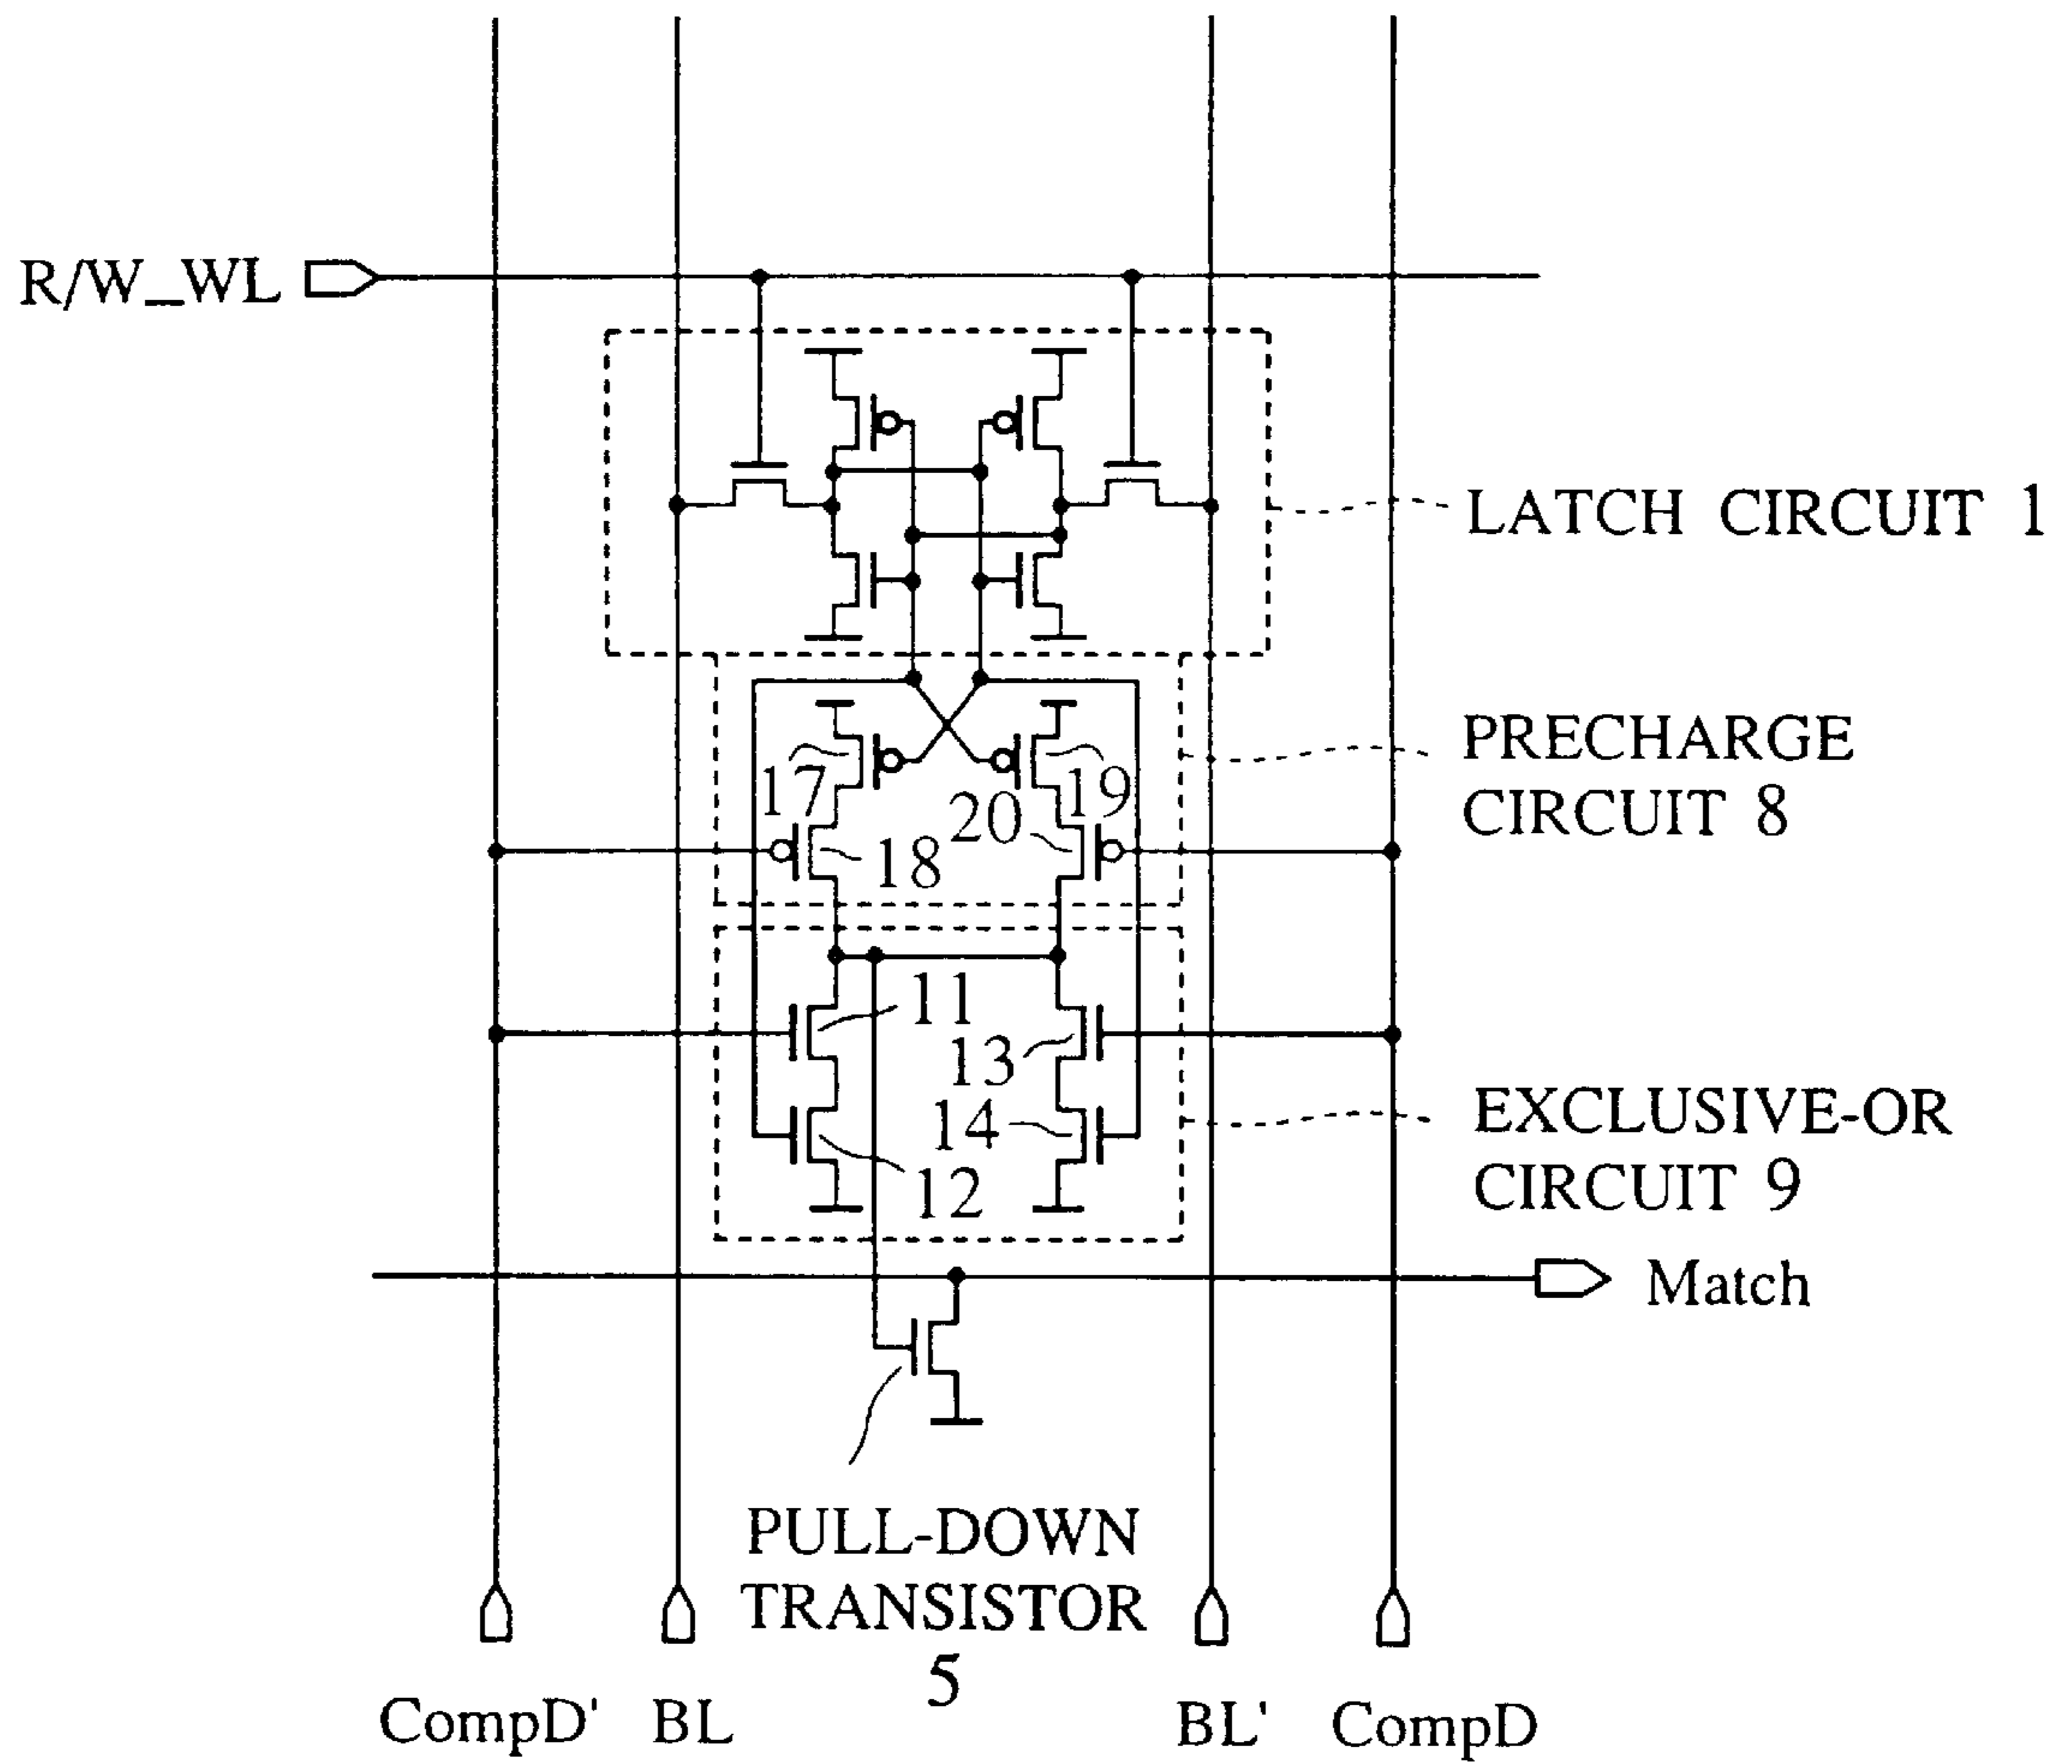 R/W_WL
LATCH CIRCUIT 1
PRECHARGE
CIRCUIT 8
17
19
20
18
11
13
EXCLUSIVE-OR
CIRCUIT 9
14
12
Match
PULL-DOWN
TRANSISTOR
5
CompD' BL BL' CompD